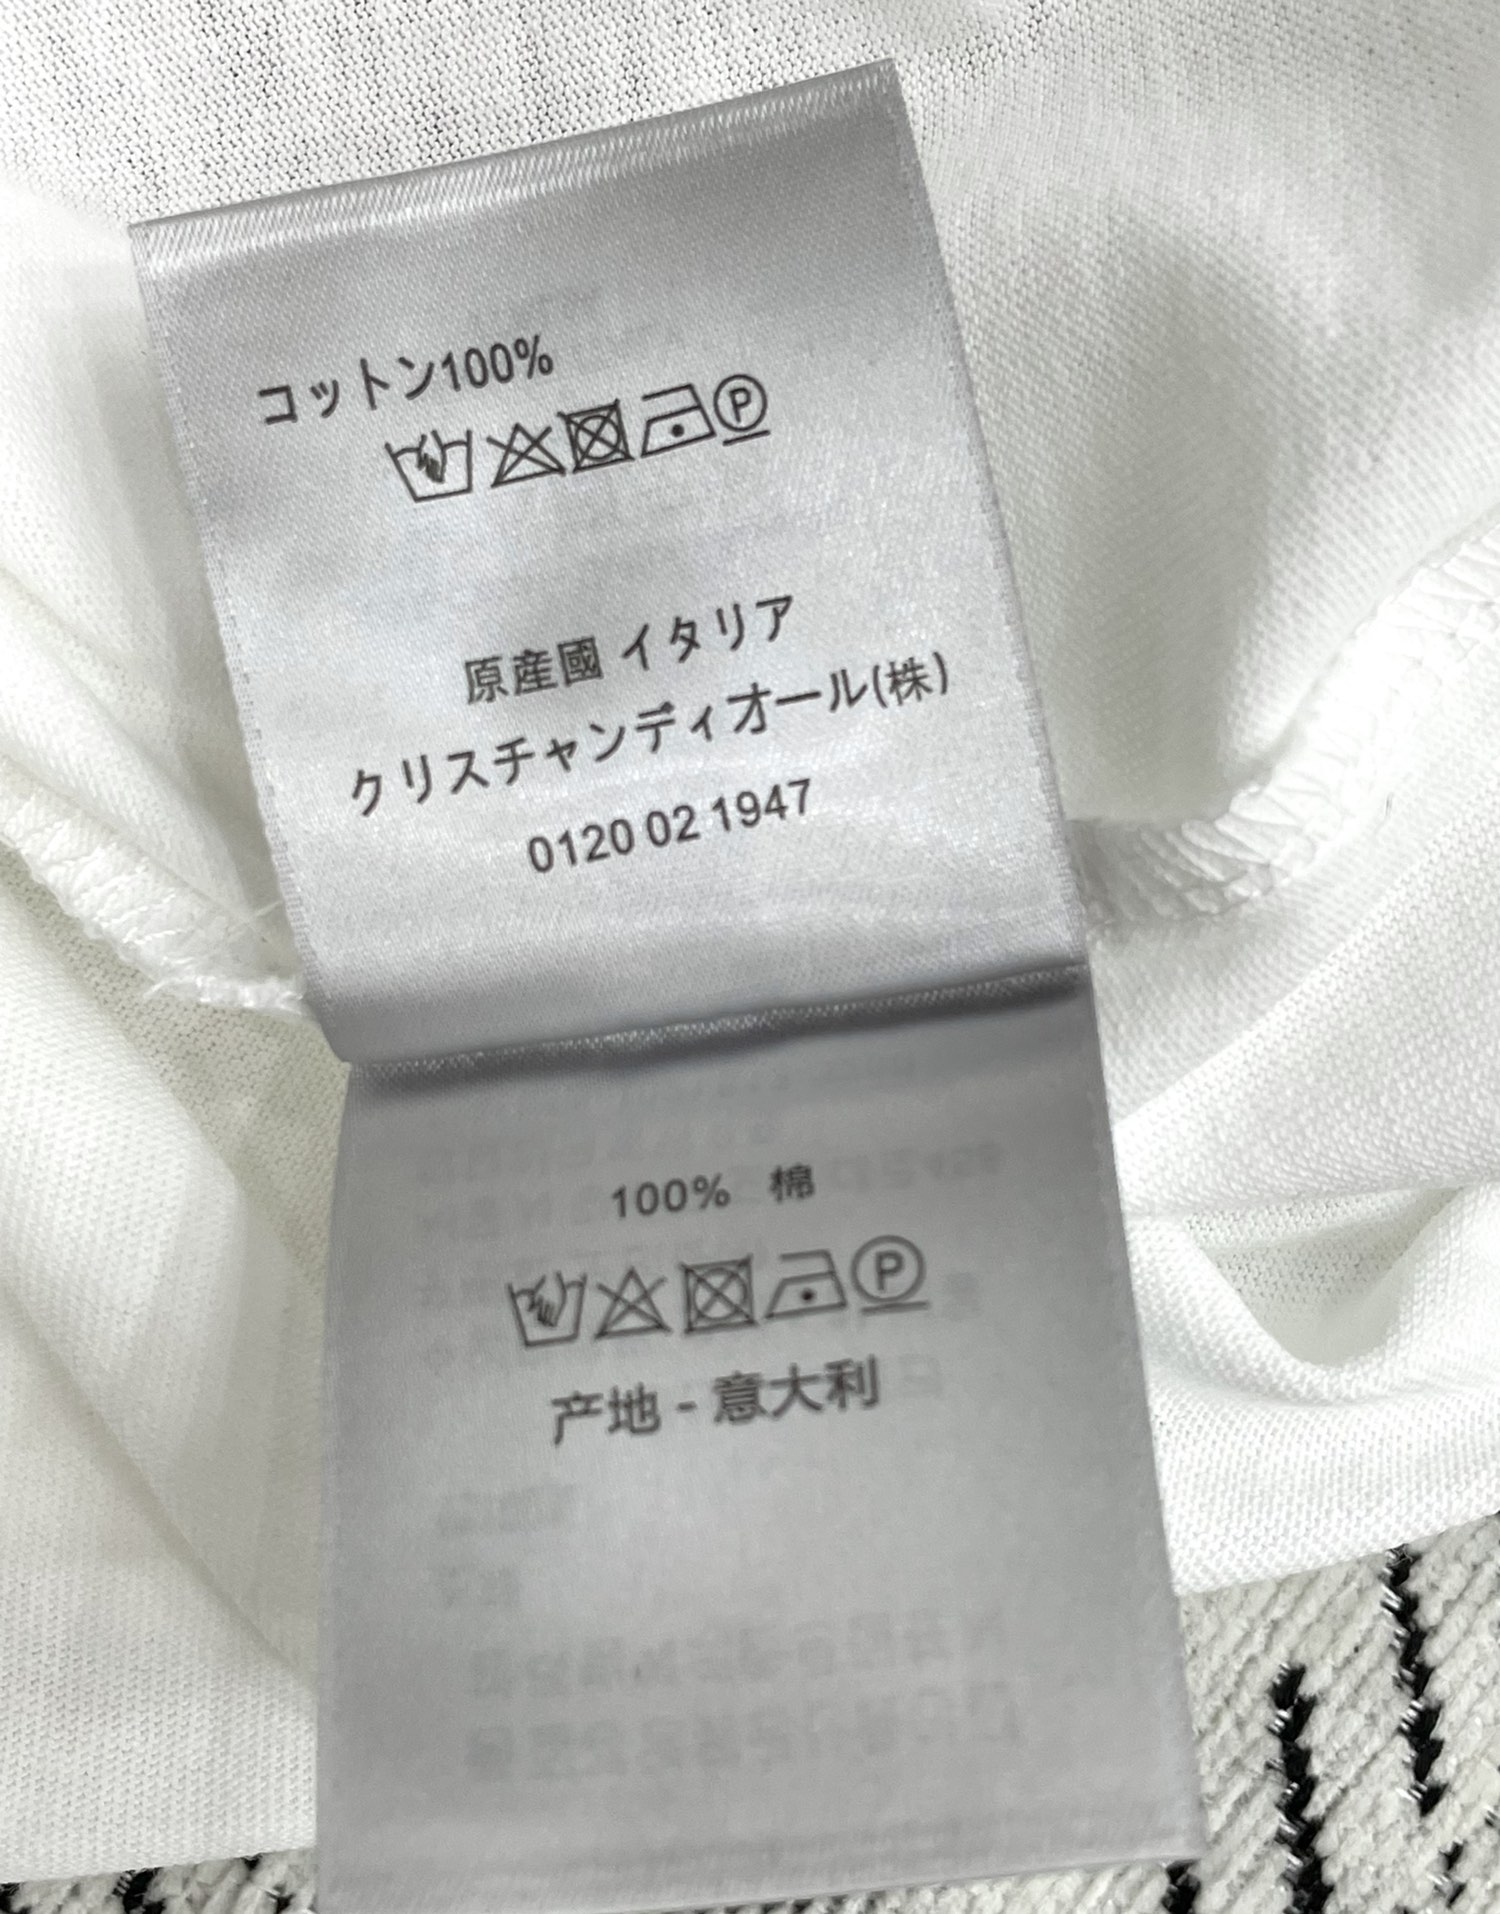 コットン100%
原産國 イタリア
クリスチャンディオール(株)
0120 02 1947
100% 棉
产地 - 意大利